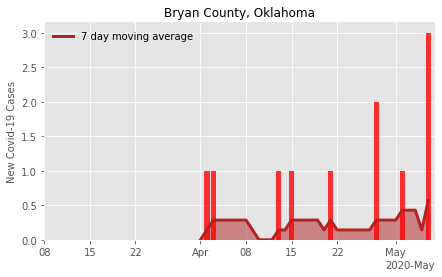 Bryan County, Oklahoma
7 day moving average
New Covid-19 Cases
3.0
2.5
2.0
1.5
1.0
0.5
0.0
08 15 22 Apr 08 15 22 May
2020-May